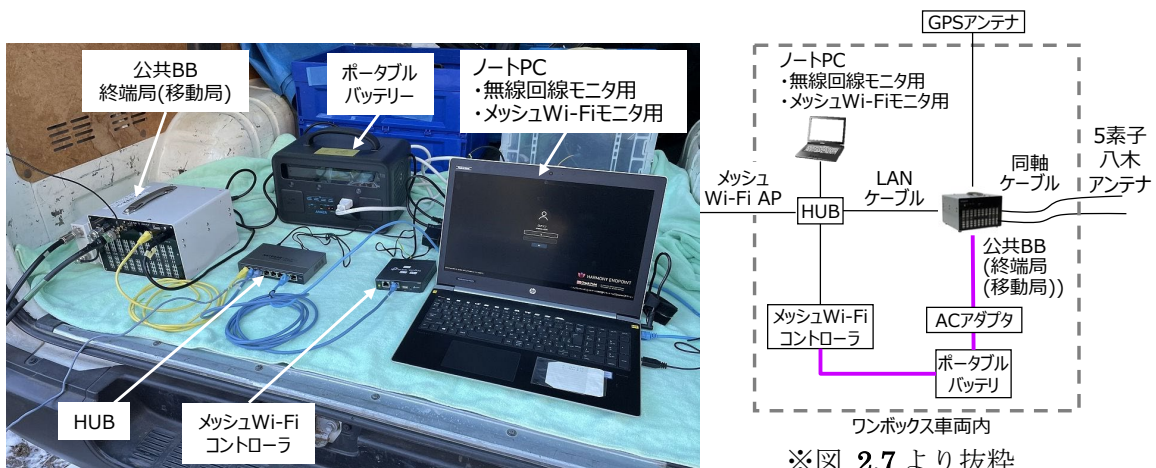 公共BB
終端局(移動局)
ポータブル
バッテリー
ノートPC
・無線回線モニタ用
・メッシュWi-Fiモニタ用
HARMONY ENDPOINT
hp
HUB
メッシュWi-Fi
コントローラ
GPSアンテナ
ノートPC
・無線回線モニタ用
・メッシュWi-Fiモニタ用
メッシュ
Wi-Fi AP
HUB
LAN
ケーブル
同軸
ケーブル
5素子
八木
アンテナ
公共BB
(終端局
(移動局))
メッシュWi-Fi
コントローラ
ACアダプタ
ポータブル
バッテリ
ワンボックス車両内
※図 2.7 より抜粋